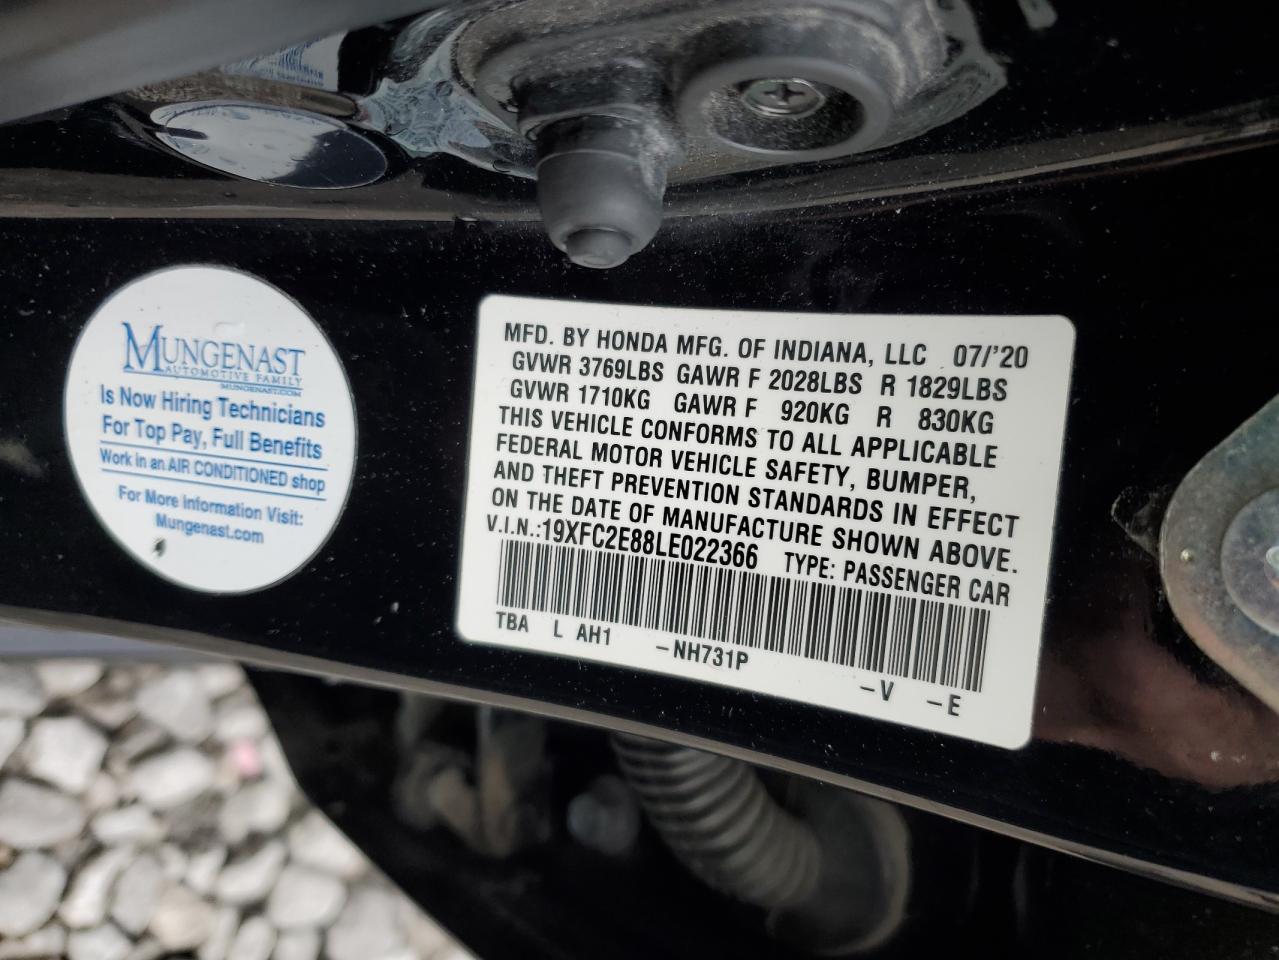 MUNGENAST
AUTOMOTIVE FAMILY
MUNGENAST.COM
Is Now Hiring Technicians
For Top Pay, Full Benefits
Work in an AIR CONDITIONED shop
For More Information Visit:
Mungenast.com
MFD. BY HONDA MFG. OF INDIANA, LLC 07/'20
GVWR 3769LBS GAWR F 2028LBS R 1829LBS
GVWR 1710KG GAWR F 920KG R 830KG
THIS VEHICLE CONFORMS TO ALL APPLICABLE
FEDERAL MOTOR VEHICLE SAFETY, BUMPER,
AND THEFT PREVENTION STANDARDS IN EFFECT
ON THE DATE OF MANUFACTURE SHOWN ABOVE.
V.I.N.:19XFC2E88LE022366 TYPE: PASSENGER CAR
TBA L AH1 -NH731P -V -E